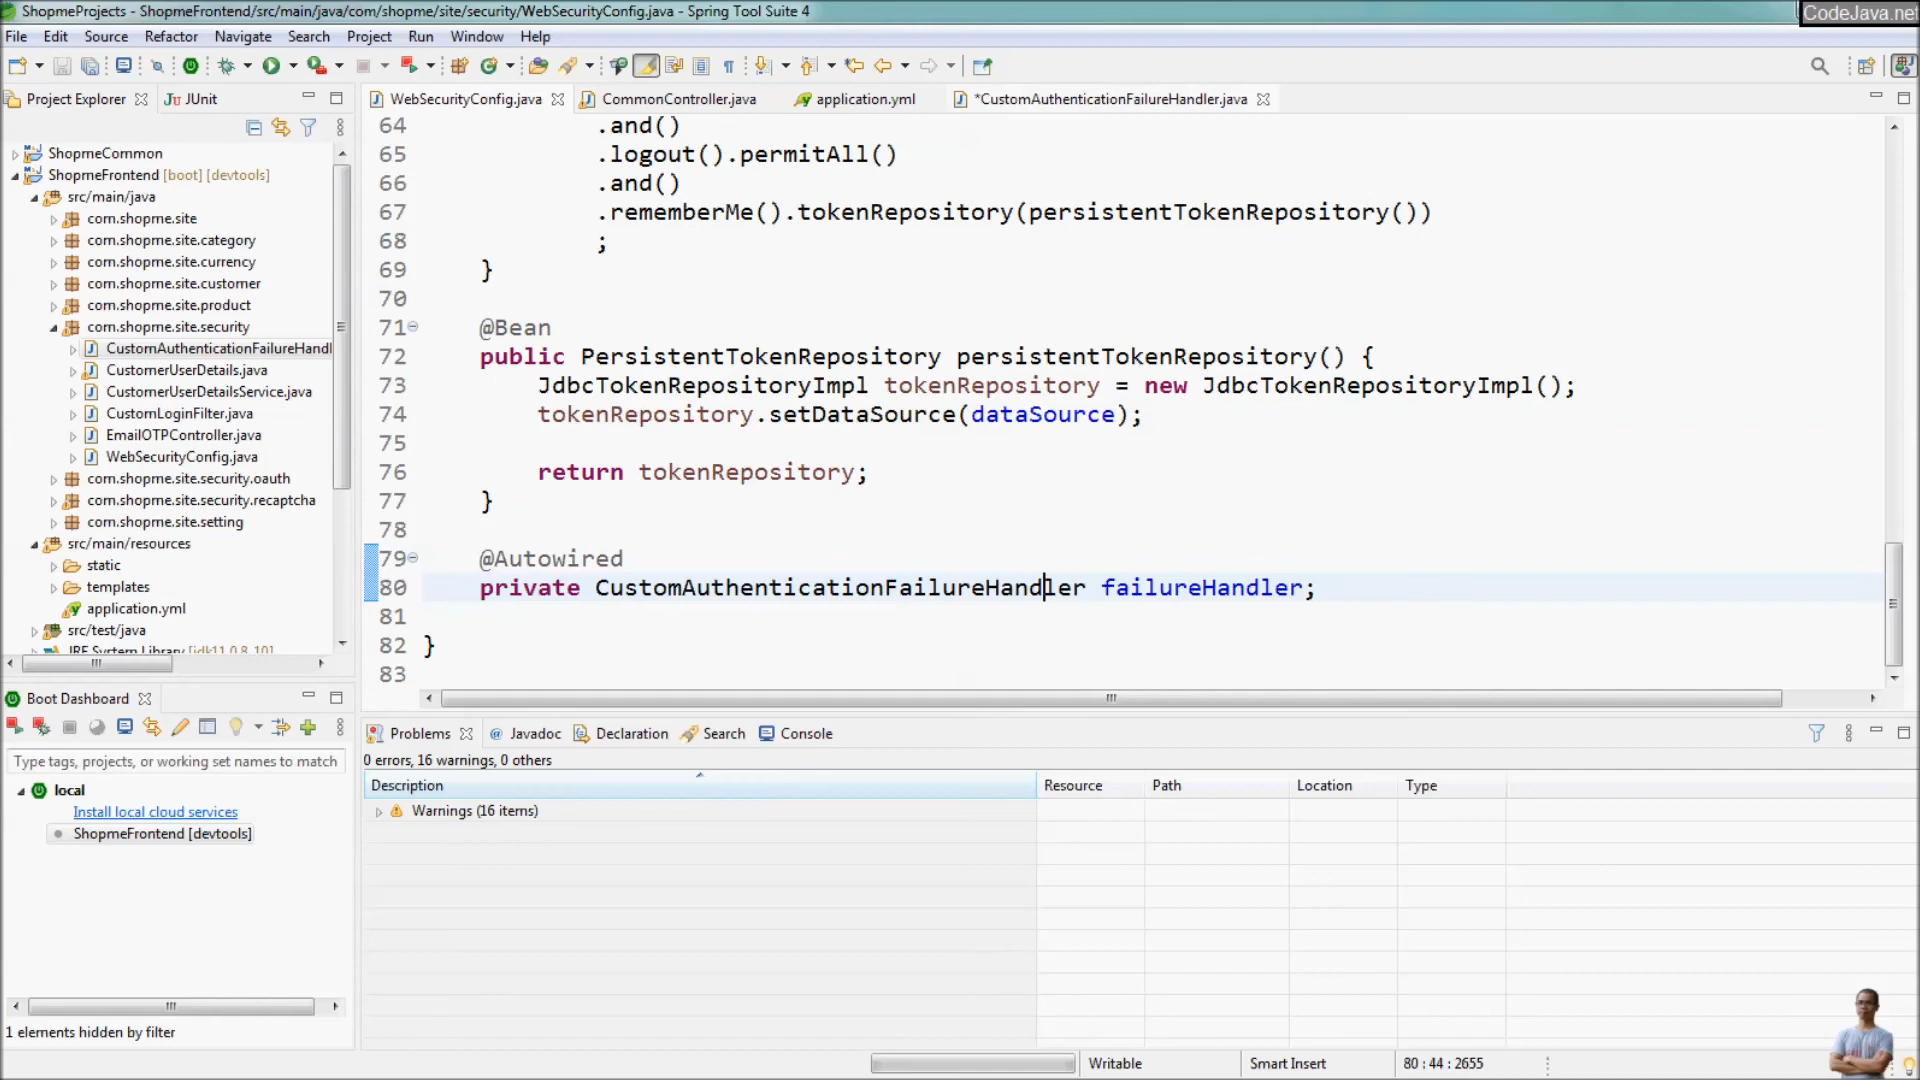 ShopmeProjects - ShopmeFrontend/src/main/java/com/shopme/site/security/WebSecurityConfig.java - Spring Tool Suite 4
CodeJava.net
File Edit Source Refactor Navigate Search Project Run Window Help
Project Explorer JUnit
WebSecurityConfig.java CommonController.java application.yml *CustomAuthenticationFailureHandler.java
ShopmeCommon
ShopmeFrontend [boot] [devtools]
src/main/java
com.shopme.site
com.shopme.site.category
com.shopme.site.currency
com.shopme.site.customer
com.shopme.site.product
com.shopme.site.security
CustomAuthenticationFailureHandl
CustomerUserDetails.java
CustomerUserDetailsService.java
CustomLoginFilter.java
EmailOTPController.java
WebSecurityConfig.java
com.shopme.site.security.oauth
com.shopme.site.security.recaptcha
com.shopme.site.setting
src/main/resources
static
templates
application.yml
src/test/java
JRE System Library [jdk11.0.8_10]
64 .and()
65 .logout().permitAll()
66 .and()
67 .rememberMe().tokenRepository(persistentTokenRepository())
68 ;
69 }
70
71 @Bean
72 public PersistentTokenRepository persistentTokenRepository() {
73 JdbcTokenRepositoryImpl tokenRepository = new JdbcTokenRepositoryImpl();
74 tokenRepository.setDataSource(dataSource);
75
76 return tokenRepository;
77 }
78
79 @Autowired
80 private CustomAuthenticationFailureHandler failureHandler;
81
82 }
83
Boot Dashboard
Type tags, projects, or working set names to match
local
Install local cloud services
ShopmeFrontend [devtools]
1 elements hidden by filter
Problems Javadoc Declaration Search Console
0 errors, 16 warnings, 0 others
Description Resource Path Location Type
Warnings (16 items)
Writable Smart Insert 80 : 44 : 2655